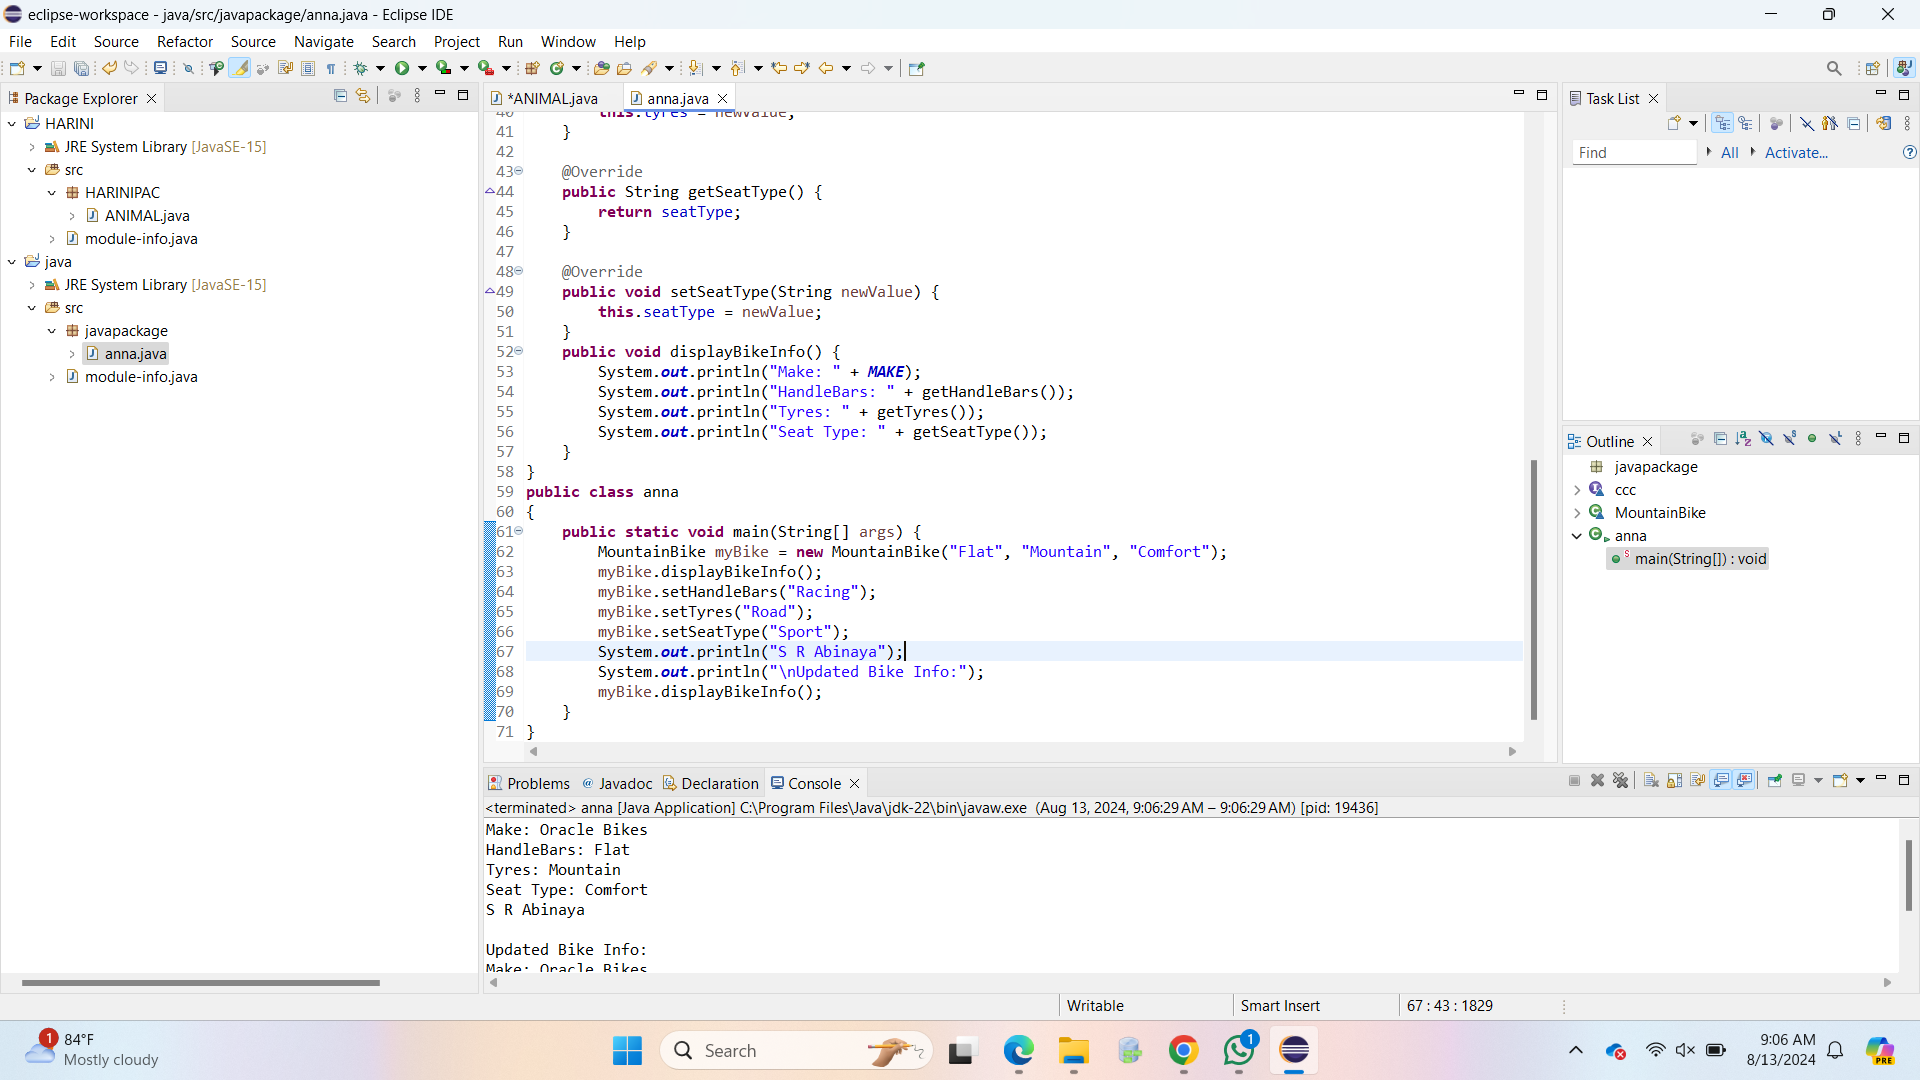 eclipse-workspace - java/src/javapackage/anna.java - Eclipse IDE
File Edit Source Refactor Source Navigate Search Project Run Window Help
Package Explorer
HARINI
JRE System Library [JavaSE-15]
src
HARINIPAC
ANIMAL.java
module-info.java
java
JRE System Library [JavaSE-15]
src
javapackage
anna.java
module-info.java
*ANIMAL.java anna.java
40 this.tyres = newValue;
41 }
42
43 @Override
44 public String getSeatType() {
45 return seatType;
46 }
47
48 @Override
49 public void setSeatType(String newValue) {
50 this.seatType = newValue;
51 }
52 public void displayBikeInfo() {
53 System.out.println("Make: " + MAKE);
54 System.out.println("HandleBars: " + getHandleBars());
55 System.out.println("Tyres: " + getTyres());
56 System.out.println("Seat Type: " + getSeatType());
57 }
58 }
59 public class anna
60 {
61 public static void main(String[] args) {
62 MountainBike myBike = new MountainBike("Flat", "Mountain", "Comfort");
63 myBike.displayBikeInfo();
64 myBike.setHandleBars("Racing");
65 myBike.setTyres("Road");
66 myBike.setSeatType("Sport");
67 System.out.println("S R Abinaya");
68 System.out.println("\nUpdated Bike Info:");
69 myBike.displayBikeInfo();
70 }
71 }
Task List
Find All Activate...
Outline
javapackage
ccc
MountainBike
anna
main(String[]) : void
Problems Javadoc Declaration Console
<terminated> anna [Java Application] C:\Program Files\Java\jdk-22\bin\javaw.exe (Aug 13, 2024, 9:06:29 AM – 9:06:29 AM) [pid: 19436]
Make: Oracle Bikes
HandleBars: Flat
Tyres: Mountain
Seat Type: Comfort
S R Abinaya
Updated Bike Info:
Make: Oracle Bikes
Writable Smart Insert 67 : 43 : 1829
1 84°F
Mostly cloudy
Search
1
9:06 AM
8/13/2024
PRE